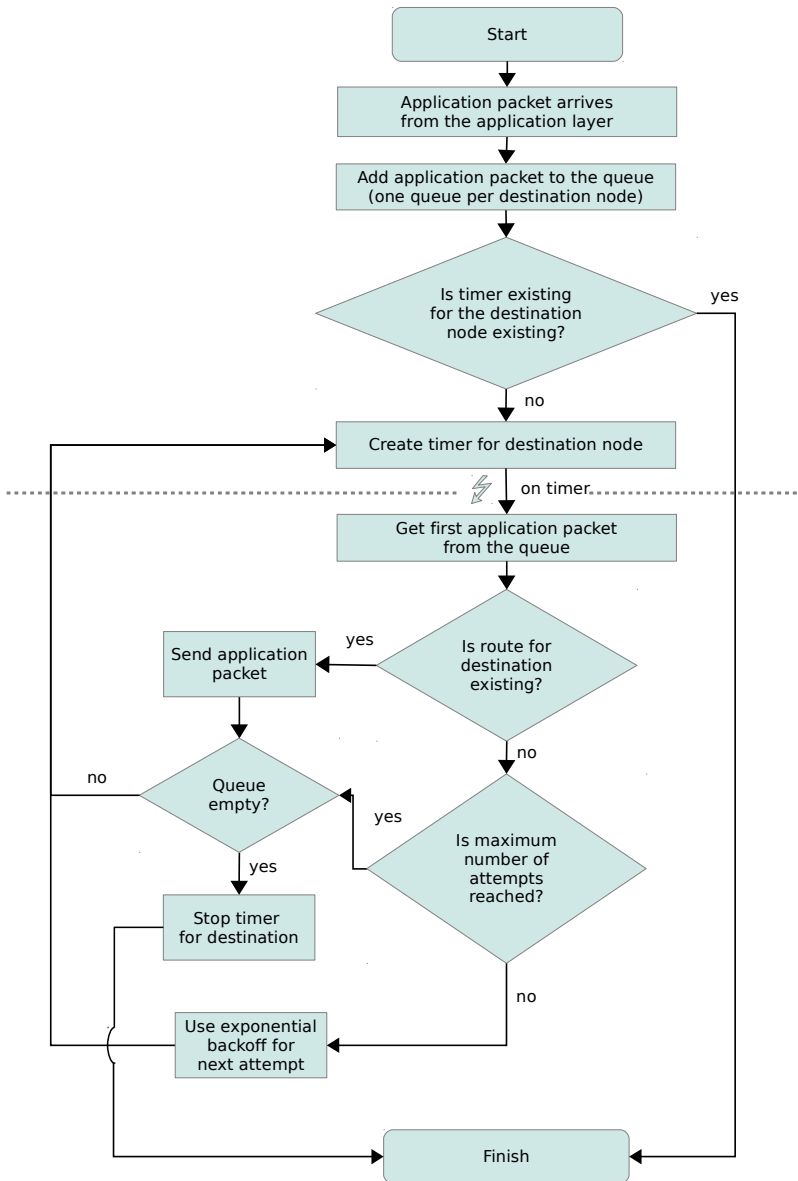 Start
Application packet arrives
from the application layer
Add application packet to the queue
(one queue per destination node)
Is timer existing
for the destination
node existing?
yes
no
Create timer for destination node
on timer
Get first application packet
from the queue
Is route for
destination
existing?
yes
Send application
packet
no
Queue
empty?
no
yes
Is maximum
number of
attempts
reached?
yes
Stop timer
for destination
no
Use exponential
backoff for
next attempt
Finish